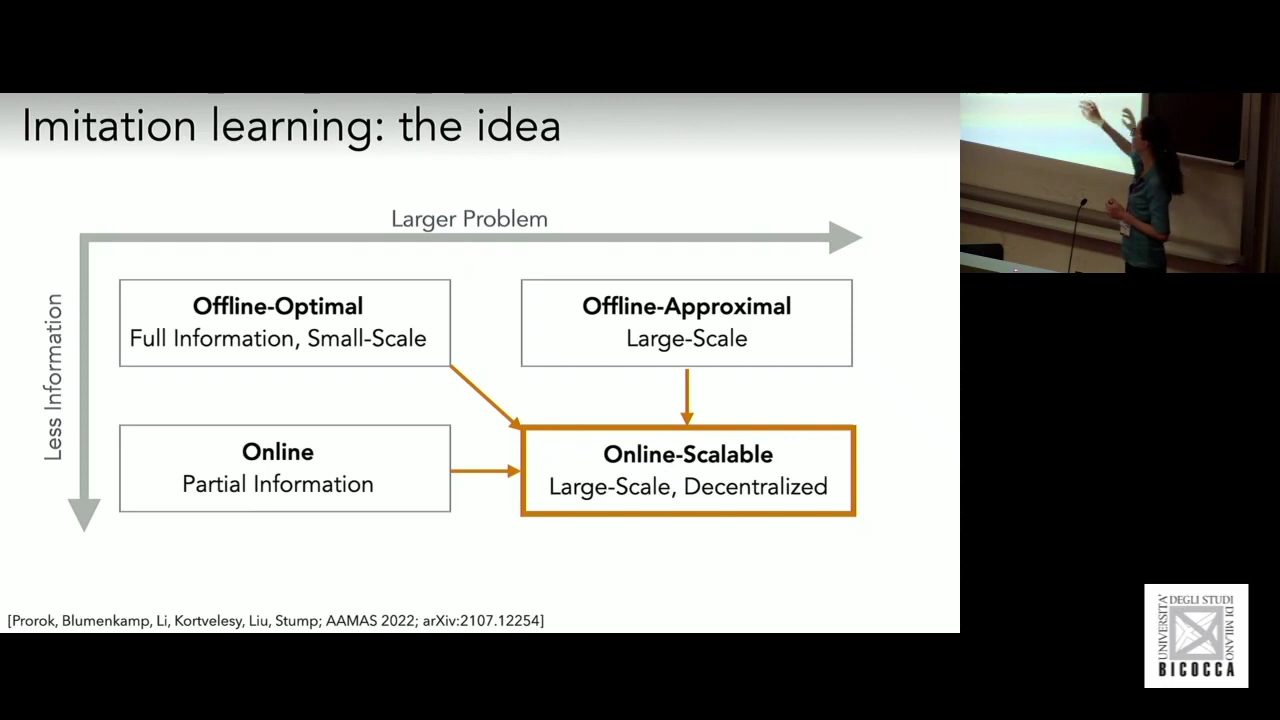 Imitation learning: the idea
Larger Problem
Less Information
Offline-Optimal
Full Information, Small-Scale
Offline-Approximal
Large-Scale
Online
Partial Information
Online-Scalable
Large-Scale, Decentralized
[Prorok, Blumenkamp, Li, Kortvelesy, Liu, Stump; AAMAS 2022; arXiv:2107.12254]
UNIVERSITA'
DEGLI STUDI
DI MILANO
BICOCCA